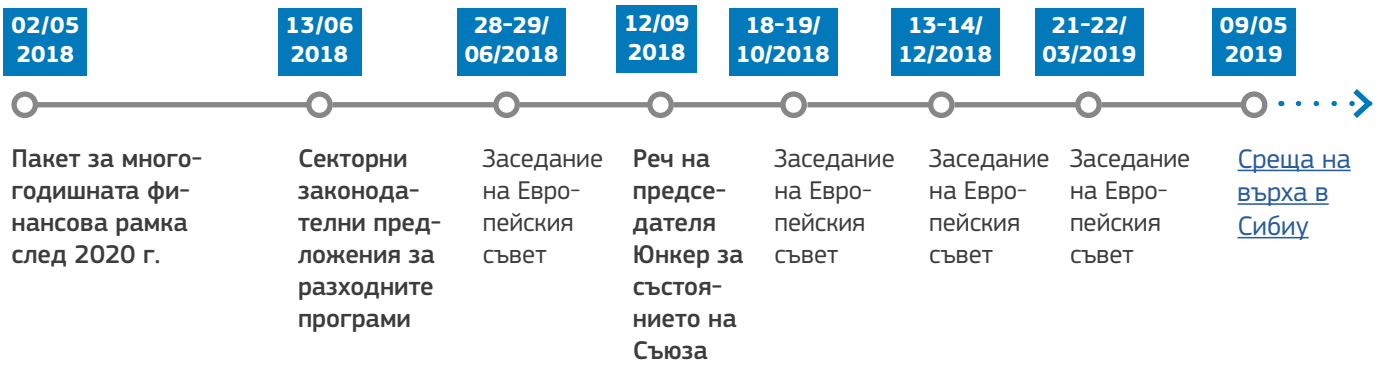 02/05
2018
13/06
2018
28-29/
06/2018
12/09
2018
18-19/
10/2018
13-14/
12/2018
21-22/
03/2019
09/05
2019
Пакет за много-
годишната фи-
нансова рамка
след 2020 г.
Секторни
законода-
телни пред-
ложения за
разходните
програми
Заседание
на Евро-
пейския
съвет
Реч на
предсе-
дателя
Юнкер за
състоя-
нието на
Съюза
Заседание
на Евро-
пейския
съвет
Заседание
на Евро-
пейския
съвет
Заседание
на Евро-
пейския
съвет
Среща на
върха в
Сибиу